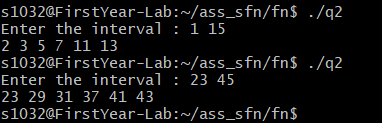 s1032@FirstYear-Lab:~/ass_sfn/fn$ ./q2
Enter the interval : 1 15
2 3 5 7 11 13
s1032@FirstYear-Lab:~/ass_sfn/fn$ ./q2
Enter the interval : 23 45
23 29 31 37 41 43
s1032@FirstYear-Lab:~/ass_sfn/fn$